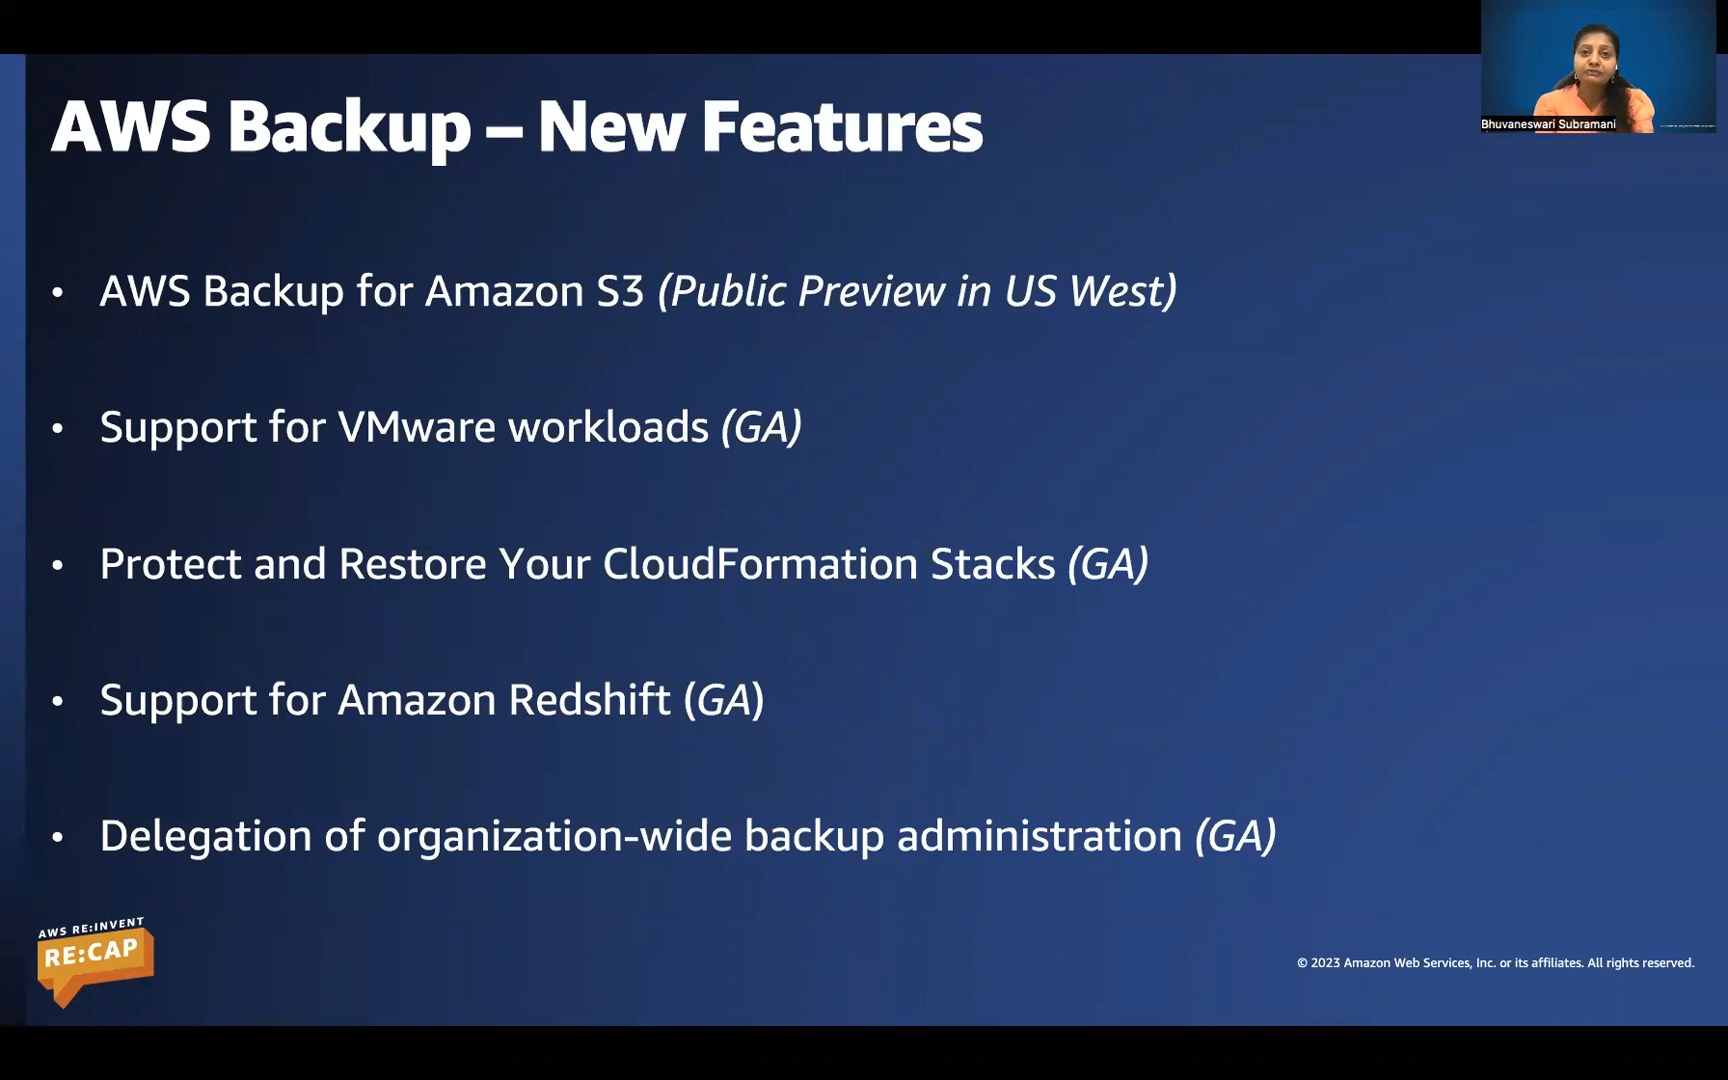 AWS Backup – New Features
Bhuvaneswari Subramani
• AWS Backup for Amazon S3 (Public Preview in US West)
• Support for VMware workloads (GA)
• Protect and Restore Your CloudFormation Stacks (GA)
• Support for Amazon Redshift (GA)
• Delegation of organization-wide backup administration (GA)
AWS RE:INVENT
RE:CAP
© 2023 Amazon Web Services, Inc. or its affiliates. All rights reserved.